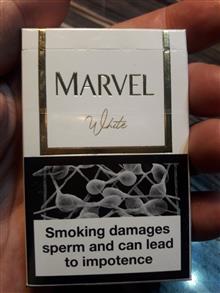 MARVEL
White
Smoking damages
sperm and can lead
to impotence